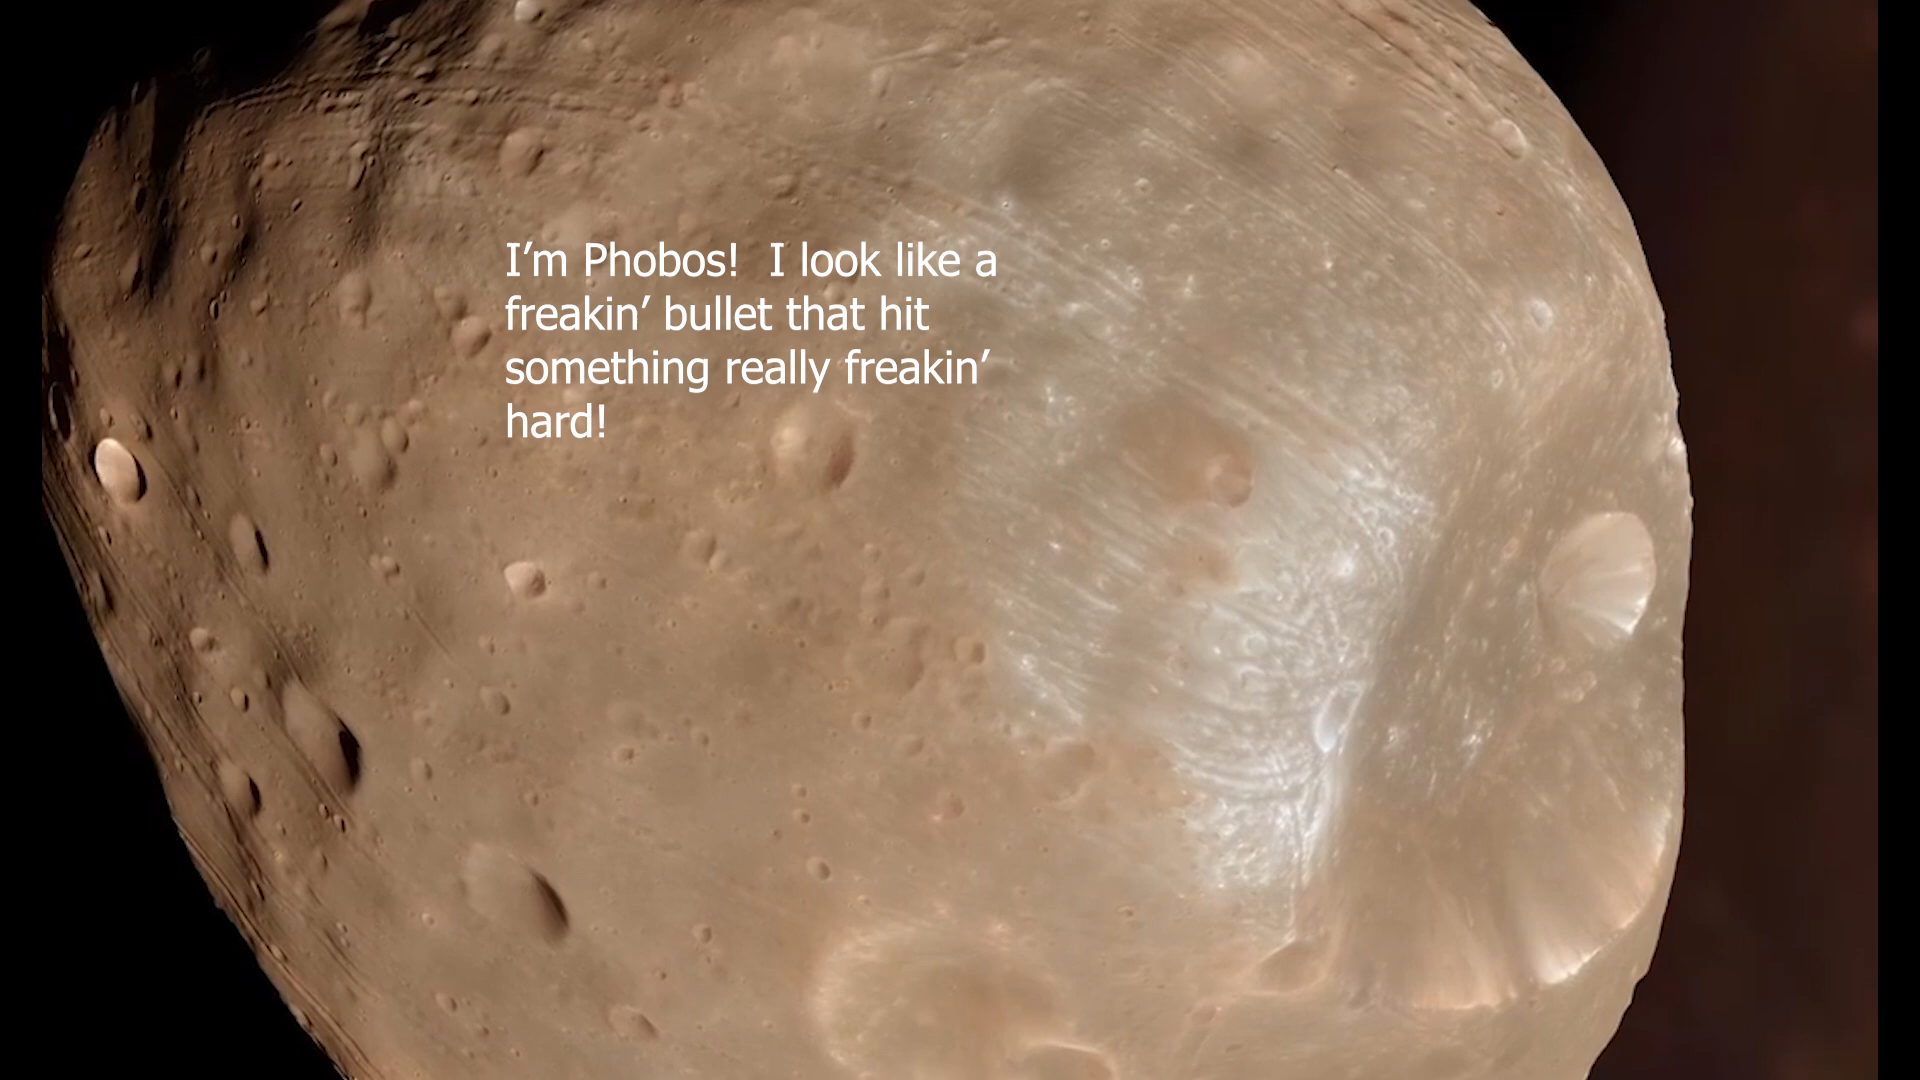 I’m Phobos!  I look like a
freakin’ bullet that hit
something really freakin’
hard!